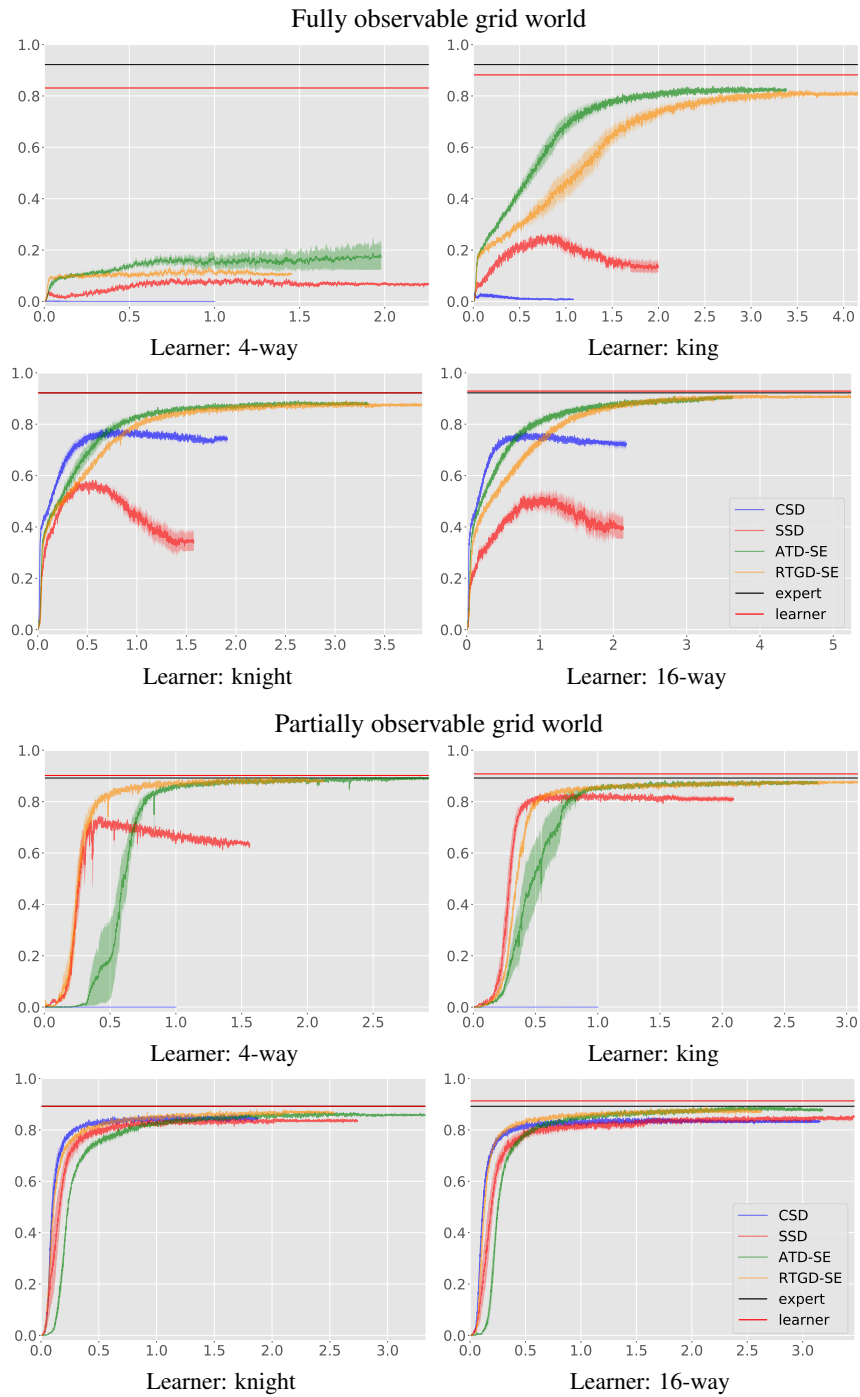 Fully observable grid world
1.0 1.0
0.8 0.8
0.6 0.6
0.4 0.4
0.2 0.2
0.0 0.0
0.0 0.5 1.0 1.5 2.0 0.0 0.5 1.0 1.5 2.0 2.5 3.0 3.5 4.0
Learner: 4-way Learner: king
1.0 1.0
0.8 0.8
0.6 0.6
0.4 0.4
0.2 0.2
0.0 0.0
CSD
SSD
ATD-SE
RTGD-SE
expert
learner
0.0 0.5 1.0 1.5 2.0 2.5 3.0 3.5 0 1 2 3 4 5
Learner: knight Learner: 16-way
Partially observable grid world
1.0 1.0
0.8 0.8
0.6 0.6
0.4 0.4
0.2 0.2
0.0 0.0
0.0 0.5 1.0 1.5 2.0 2.5 0.0 0.5 1.0 1.5 2.0 2.5 3.0
Learner: 4-way Learner: king
1.0 1.0
0.8 0.8
0.6 0.6
0.4 0.4
0.2 0.2
0.0 0.0
CSD
SSD
ATD-SE
RTGD-SE
expert
learner
0.0 0.5 1.0 1.5 2.0 2.5 3.0 0.0 0.5 1.0 1.5 2.0 2.5 3.0
Learner: knight Learner: 16-way